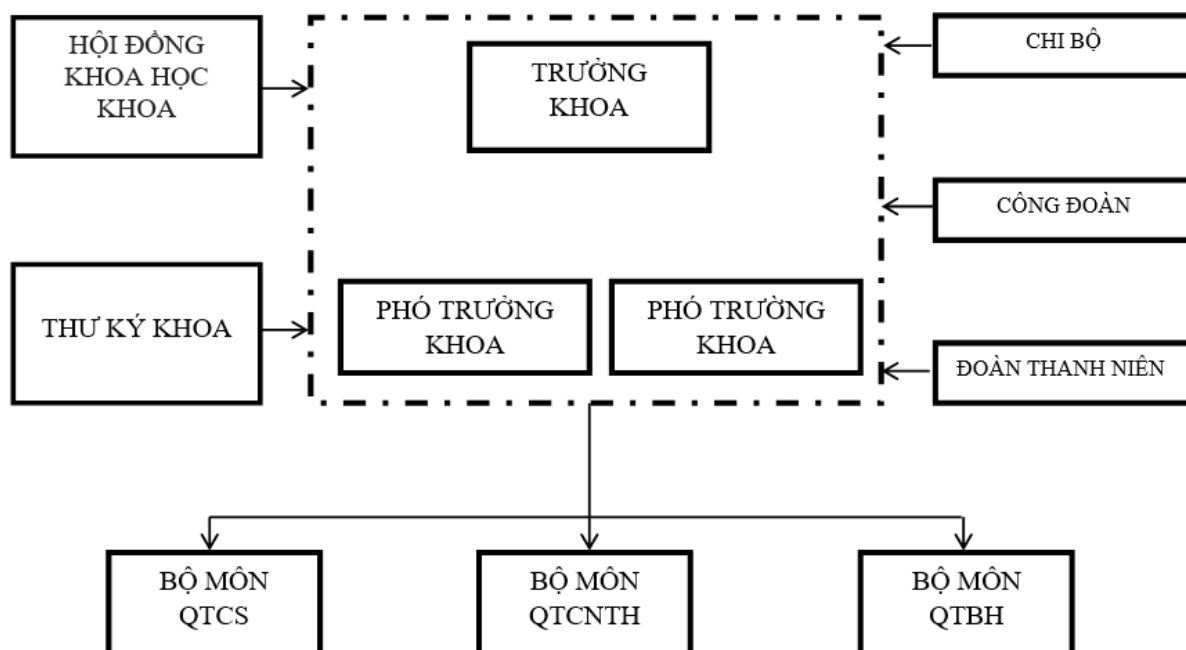 HỘI ĐỒNG
KHOA HỌC
KHOA
TRƯỞNG
KHOA
CHI BỘ
CÔNG ĐOÀN
THƯ KÝ KHOA
PHÓ TRƯỞNG
KHOA
PHÓ TRƯỜNG
KHOA
ĐOÀN THANH NIÊN
BỘ MÔN
QTCS
BỘ MÔN
QTCNTH
BỘ MÔN
QTBH